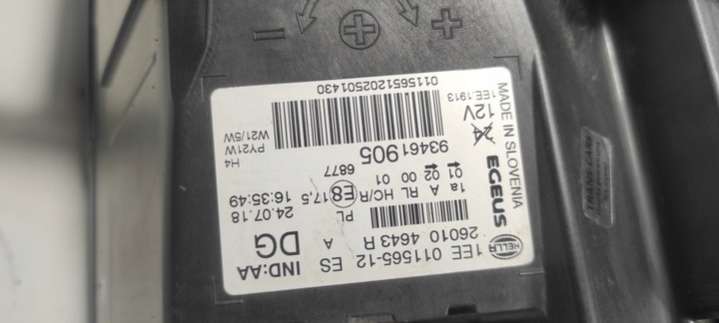 HELLA
1EE 011565-12 ES A
26010 4643 R
IND:AA
DG
EGEUS
PL
24.07.18 16:35:49
1a A RL HC/R E8 17,5
01 02 00 01
6877
93461905
H4
PY21W
W21/5W
MADE IN SLOVENIA
12V
24
1EE.1913
0115651202501430